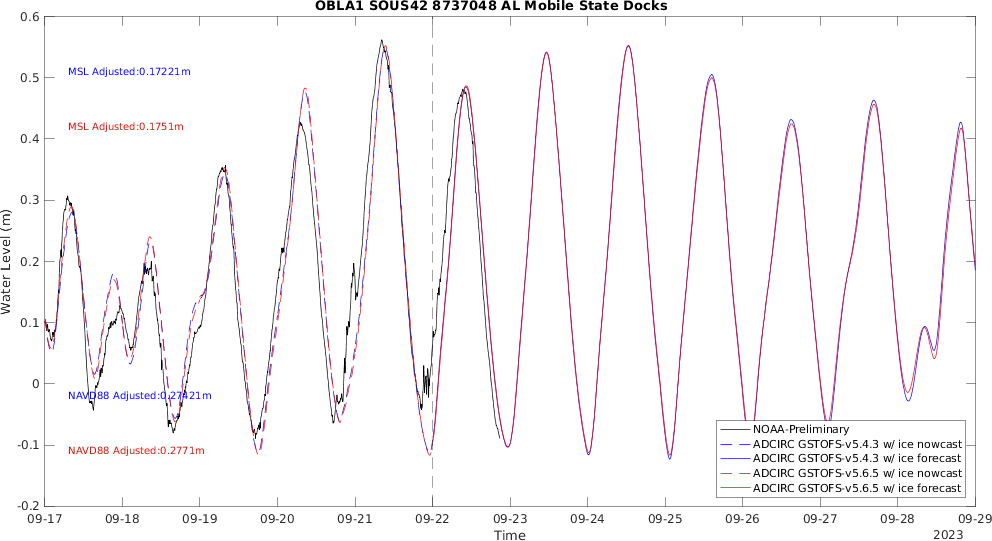 OBLA1 SOUS42 8737048 AL Mobile State Docks
0.6
0.5
0.4
0.3
0.2
0.1
0
-0.1
-0.2
Water Level (m)
MSL Adjusted:0.17221m
MSL Adjusted:0.1751m
NAVD88 Adjusted:0.27421m
NAVD88 Adjusted:0.2771m
NOAA-Preliminary
ADCIRC GSTOFS-v5.4.3 w/ ice nowcast
ADCIRC GSTOFS-v5.4.3 w/ ice forecast
ADCIRC GSTOFS-v5.6.5 w/ ice nowcast
ADCIRC GSTOFS-v5.6.5 w/ ice forecast
09-17 09-18 09-19 09-20 09-21 09-22 09-23 09-24 09-25 09-26 09-27 09-28 09-29
Time
2023